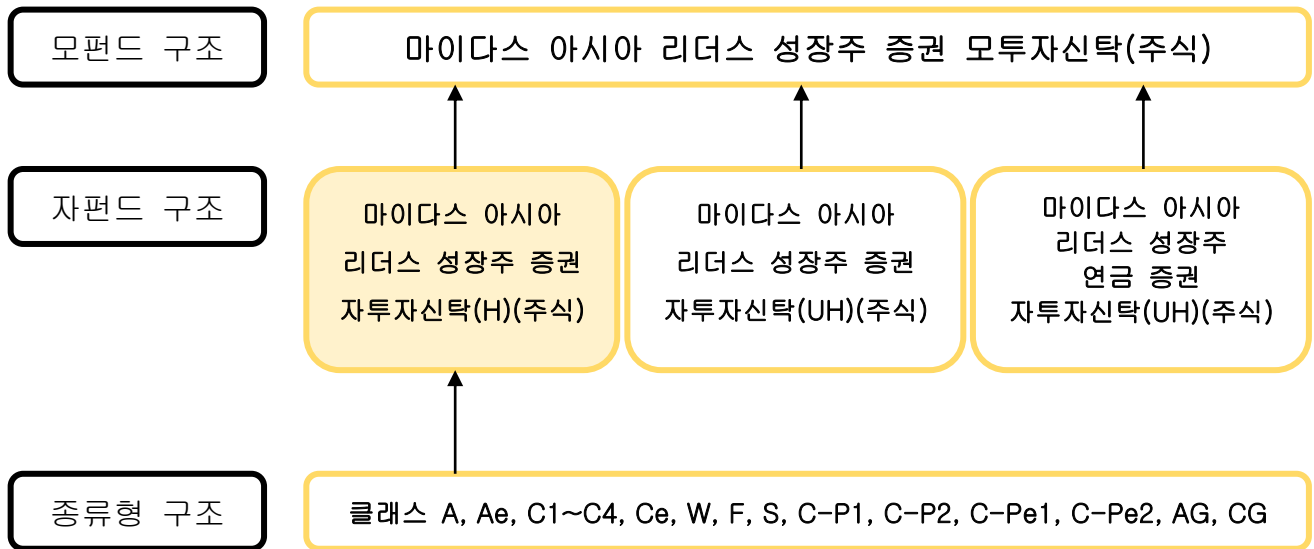 모펀드 구조
마이다스 아시아 리더스 성장주 증권 모투자신탁(주식)
자펀드 구조
마이다스 아시아
리더스 성장주 증권
자투자신탁(H)(주식)
마이다스 아시아
리더스 성장주 증권
자투자신탁(UH)(주식)
마이다스 아시아
리더스 성장주
연금 증권
자투자신탁(UH)(주식)
종류형 구조
클래스 A, Ae, C1~C4, Ce, W, F, S, C-P1, C-P2, C-Pe1, C-Pe2, AG, CG